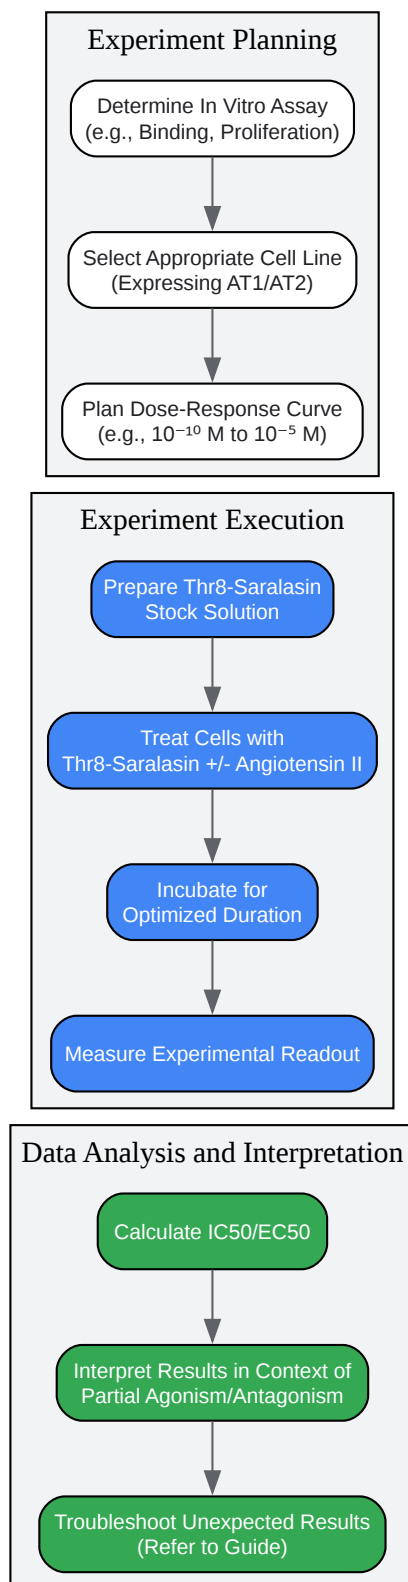 Experiment Planning
Determine In Vitro Assay
(e.g., Binding, Proliferation)
Select Appropriate Cell Line
(Expressing AT1/AT2)
Plan Dose-Response Curve
(e.g., 10⁻¹⁰ M to 10⁻⁵ M)
Experiment Execution
Prepare Thr8-Saralasin
Stock Solution
Treat Cells with
Thr8-Saralasin +/- Angiotensin II
Incubate for
Optimized Duration
Measure Experimental Readout
Data Analysis and Interpretation
Calculate IC50/EC50
Interpret Results in Context of
Partial Agonism/Antagonism
Troubleshoot Unexpected Results
(Refer to Guide)